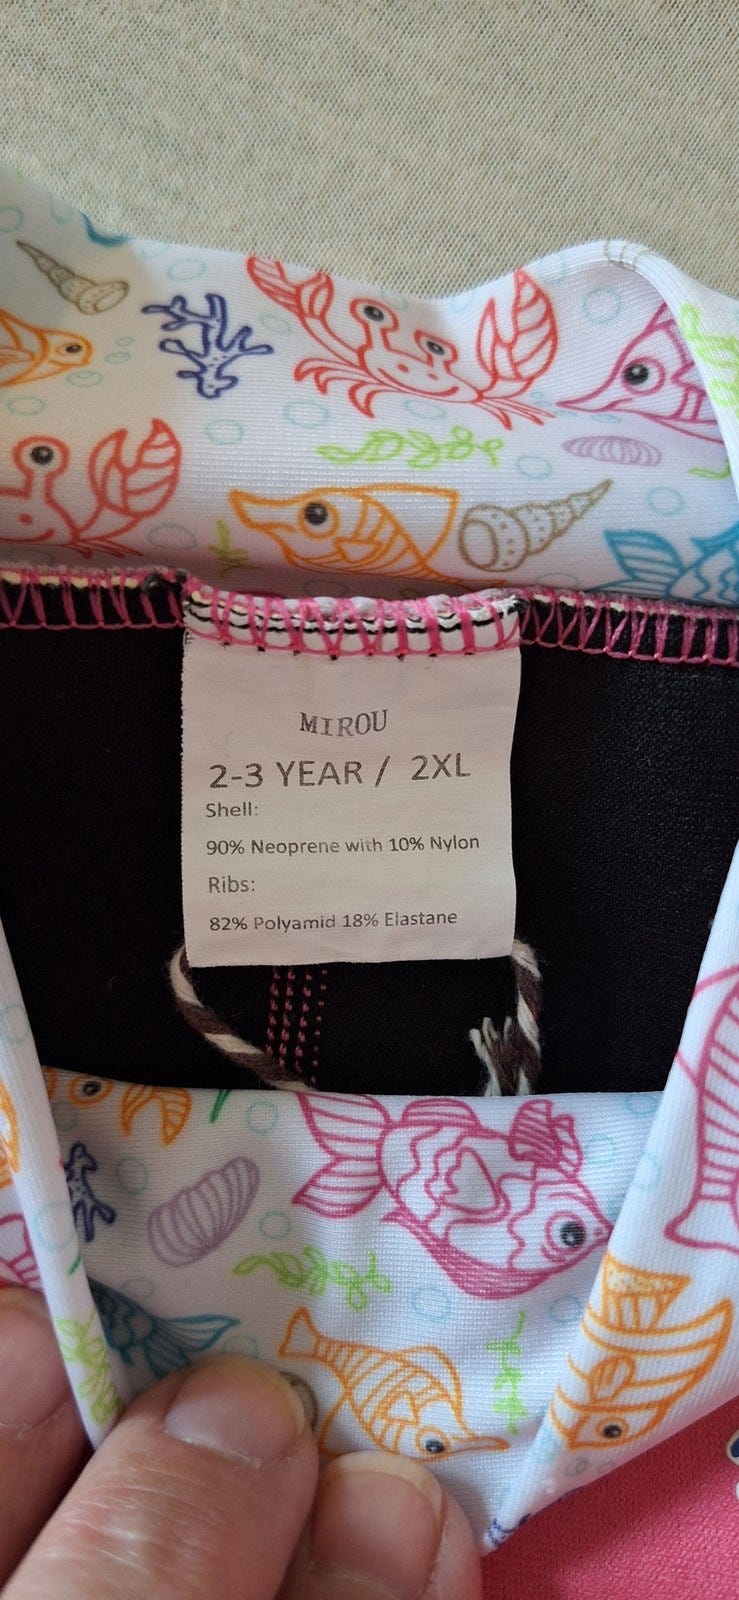 MIROU
2-3 YEAR / 2XL
Shell:
90% Neoprene with 10% Nylon
Ribs:
82% Polyamid 18% Elastane